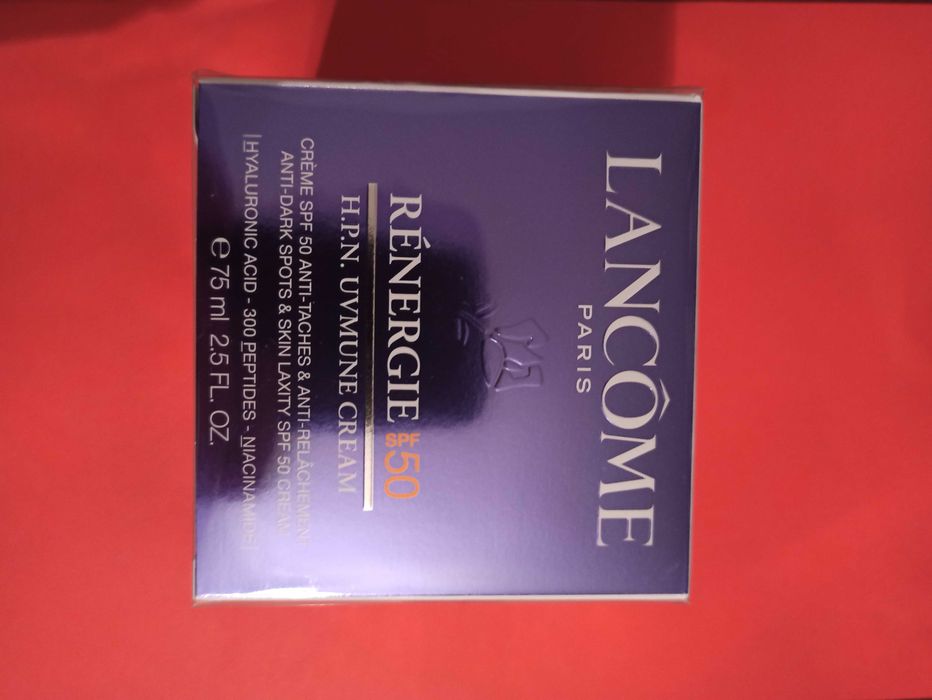 LANCÔME
PARIS
RÉNERGIE SPF 50
H.P.N. UVMUNE CREAM
CRÈME SPF 50 ANTI-TACHES & ANTI-RELÂCHEMENT
ANTI-DARK SPOTS & SKIN LAXITY SPF 50 CREAM
|HYALURONIC ACID - 300 PEPTIDES - NIACINAMIDE|
℮ 75 ml 2.5 FL. OZ.